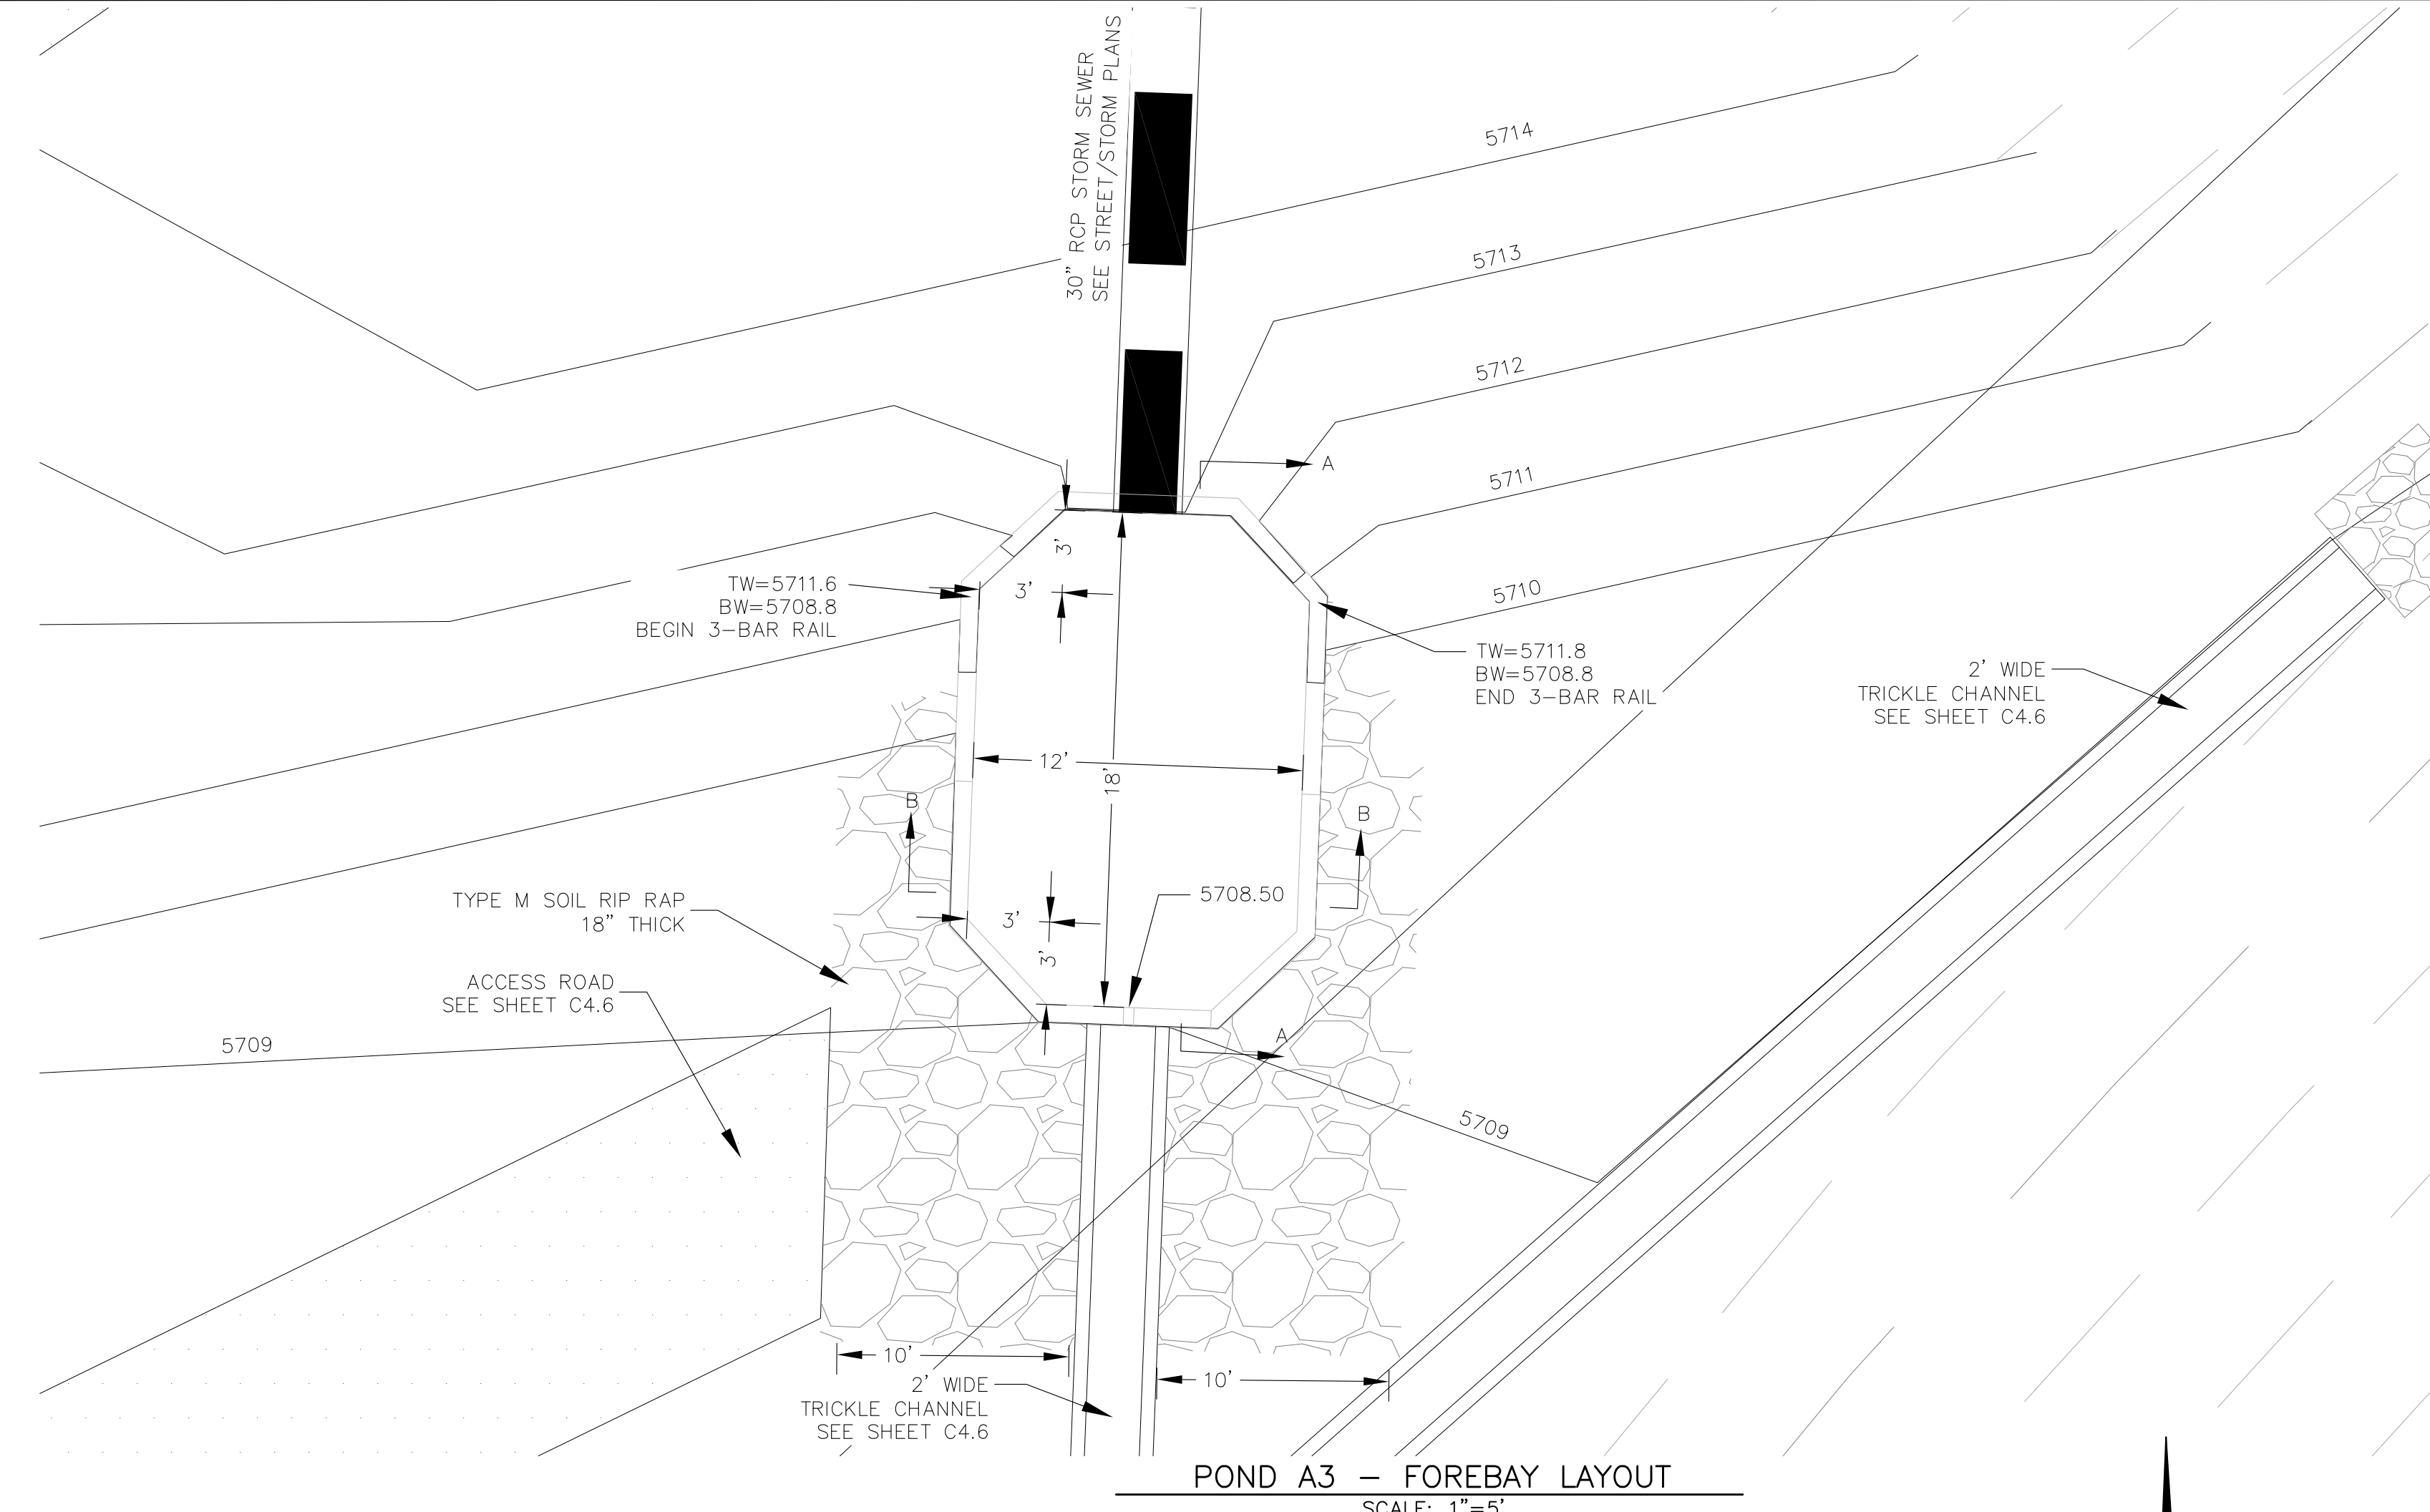 30" RCP STORM SEWER
SEE STREET/STORM PLANS
5714
5713
5712
5711
5710
A
3'
3'
TW=5711.6
BW=5708.8
BEGIN 3-BAR RAIL
TW=5711.8
BW=5708.8
END 3-BAR RAIL
2' WIDE
TRICKLE CHANNEL
SEE SHEET C4.6
12'
18'
B
B
TYPE M SOIL RIP RAP
18" THICK
5708.50
3'
3'
ACCESS ROAD
SEE SHEET C4.6
5709
A
5709
10'
10'
2' WIDE
TRICKLE CHANNEL
SEE SHEET C4.6
POND A3 - FOREBAY LAYOUT
SCALE: 1"=5'